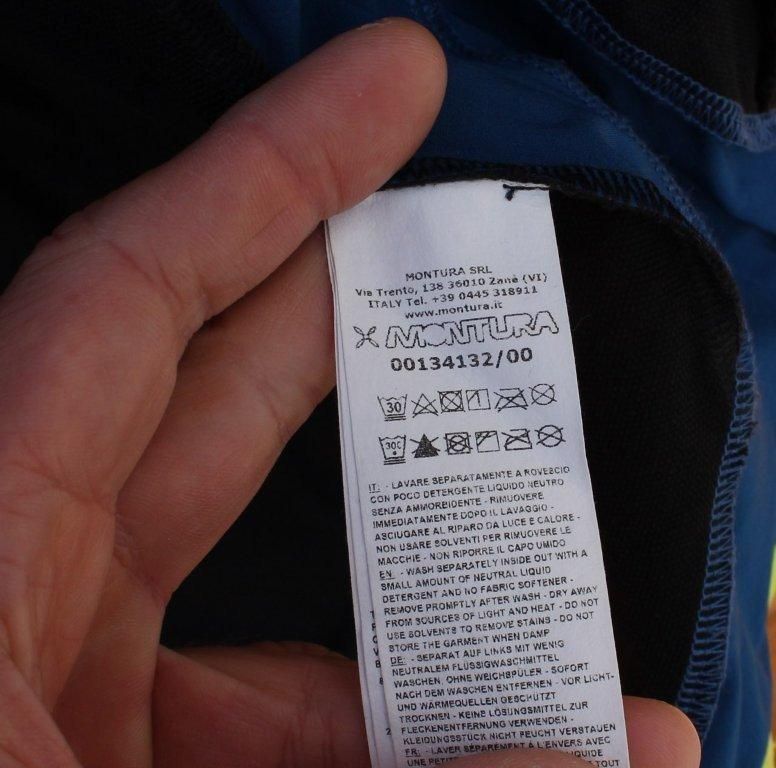 MONTURA SRL
Via Trento, 138 36010 Zanè (VI)
ITALY Tel. +39 0445 318911
www.montura.it
MONTURA
00134132/00
30
30C
IT: - LAVARE SEPARATAMENTE A ROVESCIO
CON POCO DETERGENTE LIQUIDO NEUTRO
SENZA AMMORBIDENTE - RIMUOVERE
IMMEDIATAMENTE DOPO IL LAVAGGIO -
ASCIUGARE AL RIPARO DA LUCE E CALORE -
NON USARE SOLVENTI PER RIMUOVERE LE
MACCHIE - NON RIPORRE IL CAPO UMIDO
EN: - WASH SEPARATELY INSIDE OUT WITH A
SMALL AMOUNT OF NEUTRAL LIQUID
DETERGENT AND NO FABRIC SOFTENER -
REMOVE PROMPTLY AFTER WASH - DRY AWAY
FROM SOURCES OF LIGHT AND HEAT - DO NOT
USE SOLVENTS TO REMOVE STAINS - DO NOT
STORE THE GARMENT WHEN DAMP
DE: - SEPARAT AUF LINKS MIT WENIG
NEUTRALEM FLÜSSIGWASCHMITTEL
WASCHEN, OHNE WEICHSPÜLER - SOFORT
NACH DEM WASCHEN ENTFERNEN - VOR LICHT-
UND WÄRMEQUELLEN GESCHÜTZT
TROCKNEN - KEINE LÖSUNGSMITTEL ZUR
FLECKENENTFERNUNG VERWENDEN -
KLEIDUNGSSTÜCK NICHT FEUCHT VERSTAUEN
FR: - LAVER SÉPARÉMENT À L'ENVERS AVEC
UNE LIQUIDE
TOUT